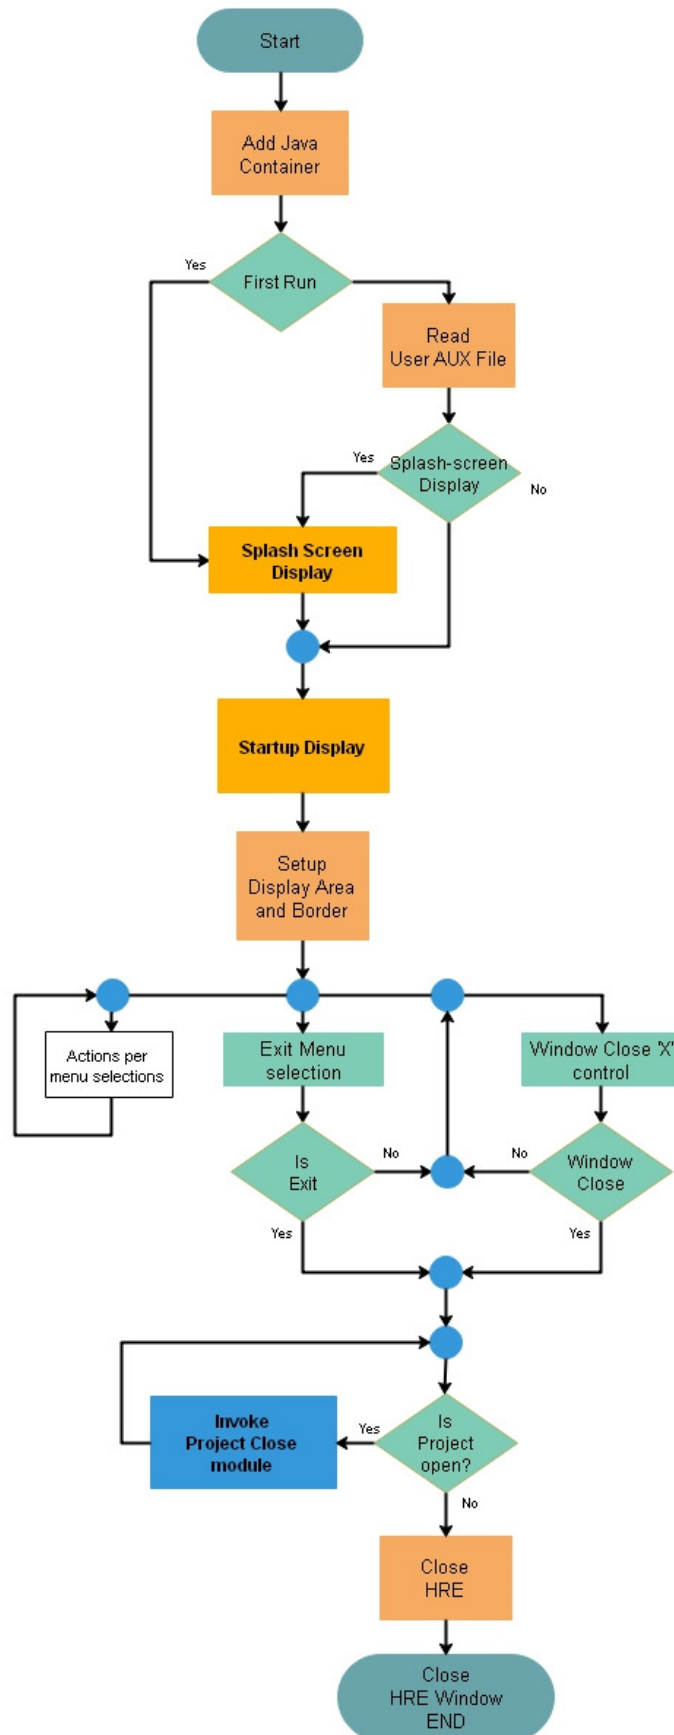 Start
Add Java
Container
Yes
First Run
Read
User AUX File
Yes
Splash-screen
Display
No
Splash Screen
Display
Startup Display
Setup
Display Area
and Border
Actions per
menu selections
Exit Menu
selection
Window Close 'X'
control
Is
Exit
No
No
Window
Close
Yes
Yes
Invoke
Project Close
module
Yes
Is
Project
open?
No
Close
HRE
Close
HRE Window
END